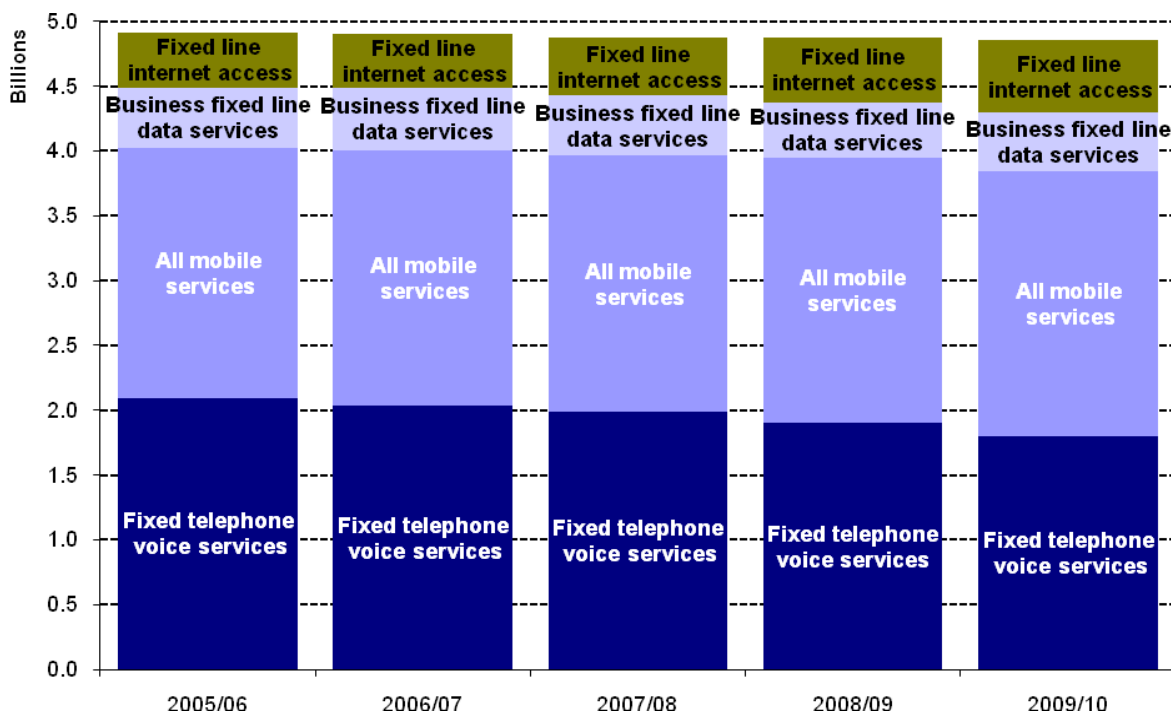 Billions
5.0
4.5
4.0
3.5
3.0
2.5
2.0
1.5
1.0
0.5
0.0
Fixed line
internet access
Business fixed line
data services
All mobile
services
Fixed telephone
voice services
Fixed line
internet access
Business fixed line
data services
All mobile
services
Fixed telephone
voice services
Fixed line
internet access
Business fixed line
data services
All mobile
services
Fixed telephone
voice services
Fixed line
internet access
Business fixed line
data services
All mobile
services
Fixed telephone
voice services
Fixed line
internet access
Business fixed line
data services
All mobile
services
Fixed telephone
voice services
2005/06
2006/07
2007/08
2008/09
2009/10